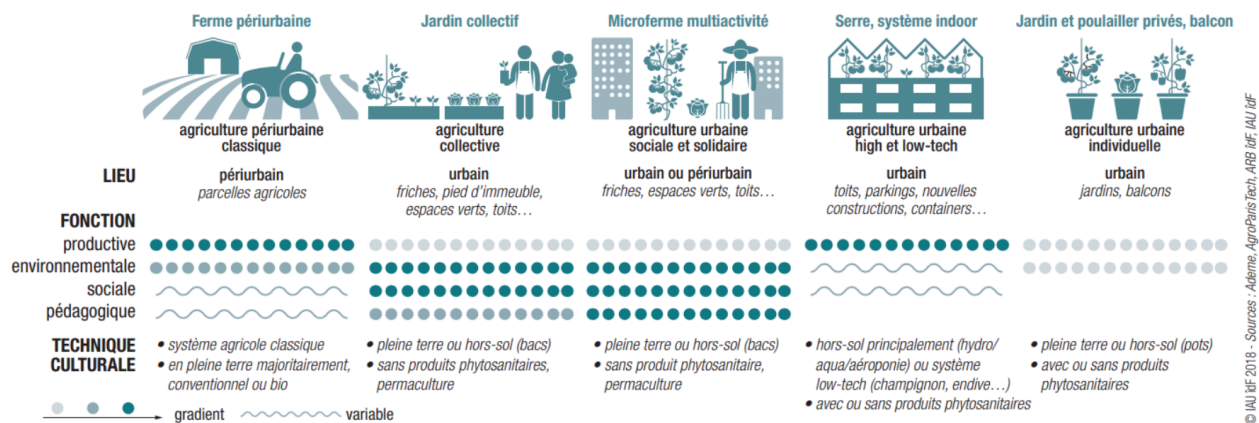 Ferme périurbaine
Jardin collectif
Microferme multiactivité
Serre, système indoor
Jardin et poulailler privés, balcon
agriculture périurbaine
classique
agriculture
collective
agriculture urbaine
sociale et solidaire
agriculture urbaine
high et low-tech
agriculture urbaine
individuelle
LIEU
périurbain
parcelles agricoles
urbain
friches, pied d'immeuble,
espaces verts, toits…
urbain ou périurbain
friches, espaces verts, toits…
urbain
toits, parkings, nouvelles
constructions, containers…
urbain
jardins, balcons
FONCTION
productive
environnementale
sociale
pédagogique
TECHNIQUE
CULTURALE
• système agricole classique
• en pleine terre majoritairement,
conventionnel ou bio
• pleine terre ou hors-sol (bacs)
• sans produits phytosanitaires,
permaculture
• pleine terre ou hors-sol (bacs)
• sans produit phytosanitaire,
permaculture
• hors-sol principalement (hydro/
aqua/aéroponie) ou système
low-tech (champignon, endive…)
• avec ou sans produits phytosanitaires
• pleine terre ou hors-sol (pots)
• avec ou sans produits
phytosanitaires
gradient
variable
© IAU îdF 2018 - Sources : Ademe, AgroParisTech, ARB îdF, IAU îdF